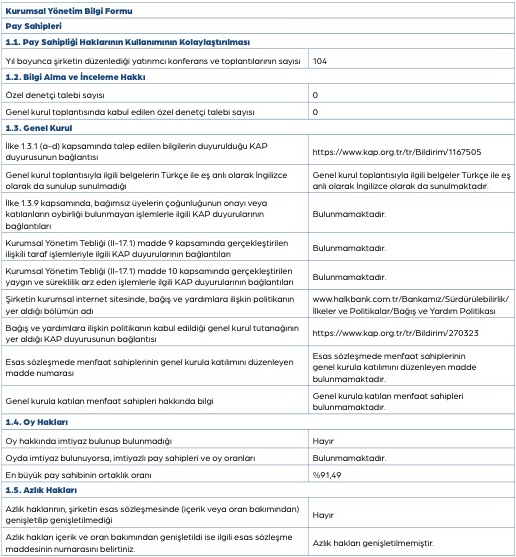 Kurumsal Yönetim Bilgi Formu
Pay Sahipleri
1.1. Pay Sahipliği Haklarının Kullanımının Kolaylaştırılması
Yıl boyunca şirketin düzenlediği yatırımcı konferans ve toplantılarının sayısı 104
1.2. Bilgi Alma ve İnceleme Hakkı
Özel denetçi talebi sayısı 0
Genel kurul toplantısında kabul edilen özel denetçi talebi sayısı 0
1.3. Genel Kurul
İlke 1.3.1 (a-d) kapsamında talep edilen bilgilerin duyurulduğu KAP
duyurusunun bağlantısı
https://www.kap.org.tr/tr/Bildirim/1167505
Genel kurul toplantısıyla ilgili belgelerin Türkçe ile eş anlı olarak İngilizce
olarak da sunulup sunulmadığı
Genel kurul toplantısıyla ilgili belgeler Türkçe ile eş
anlı olarak İngilizce olarak da sunulmaktadır.
İlke 1.3.9 kapsamında, bağımsız üyelerin çoğunluğunun onayı veya
katılanların oybirliği bulunmayan işlemlerle ilgili KAP duyurularının
bağlantıları
Bulunmamaktadır.
Kurumsal Yönetim Tebliği (II-17.1) madde 9 kapsamında gerçekleştirilen
ilişkili taraf işlemleriyle ilgili KAP duyurularının bağlantıları
Bulunmamaktadır.
Kurumsal Yönetim Tebliği (II-17.1) madde 10 kapsamında gerçekleştirilen
yaygın ve süreklilik arz eden işlemlerle ilgili KAP duyurularının bağlantıları
Bulunmamaktadır.
Şirketin kurumsal internet sitesinde, bağış ve yardımlara ilişkin politikanın
yer aldığı bölümün adı
www.halkbank.com.tr/Bankamız/Sürdürülebilirlik/
İlkeler ve Politikalar/Bağış ve Yardım Politikası
Bağış ve yardımlara ilişkin politikanın kabul edildiği genel kurul tutanağının
yer aldığı KAP duyurusunun bağlantısı
https://www.kap.org.tr/tr/Bildirim/270323
Esas sözleşmede menfaat sahiplerinin genel kurula katılımını düzenleyen
madde numarası
Esas sözleşmede menfaat sahiplerinin
genel kurula katılımını düzenleyen madde
bulunmamaktadır.
Genel kurula katılan menfaat sahipleri hakkında bilgi
Genel kurula katılan menfaat sahipleri
bulunmamaktadır.
1.4. Oy Hakları
Oy hakkında imtiyaz bulunup bulunmadığı Hayır
Oyda imtiyaz bulunuyorsa, imtiyazlı pay sahipleri ve oy oranları Bulunmamaktadır.
En büyük pay sahibinin ortaklık oranı %91,49
1.5. Azlık Hakları
Azlık haklarının, şirketin esas sözleşmesinde (içerik veya oran bakımından)
genişletilip genişletilmediği
Hayır
Azlık hakları içerik ve oran bakımından genişletildi ise ilgili esas sözleşme
maddesinin numarasını belirtiniz.
Azlık hakları genişletilmemiştir.